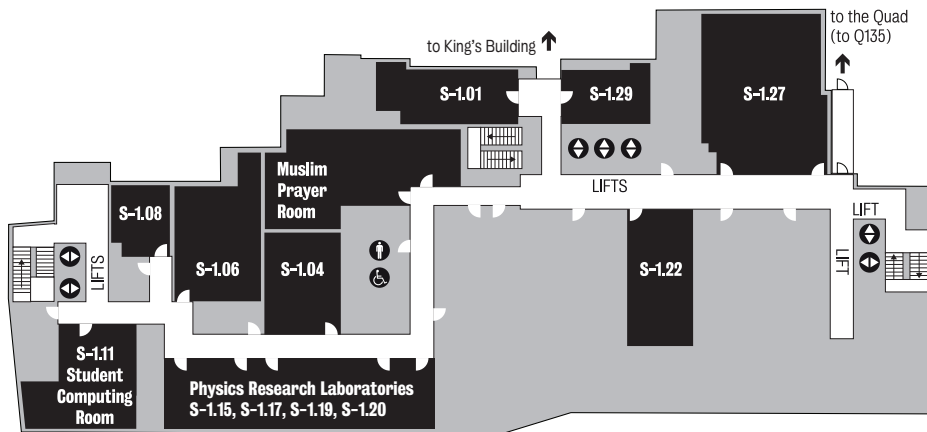 to the Quad
(to Q135)
to King's Building
S–1.01
S–1.29
S–1.27
Muslim
Prayer
Room
LIFTS
S–1.08
LIFT
S–1.06
S–1.04
S–1.22
LIFTS
LIFT
S–1.11
Student
Computing
Room
Physics Research Laboratories
S–1.15, S–1.17, S–1.19, S–1.20